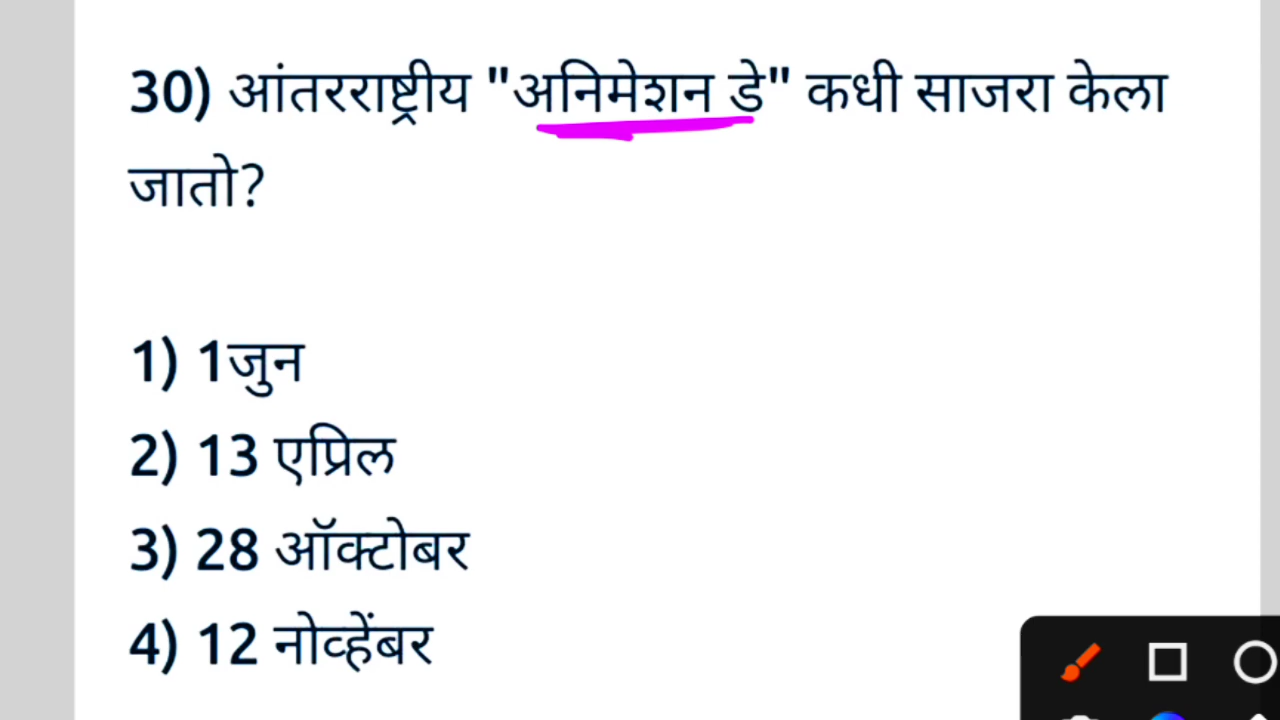 30) आंतरराष्ट्रीय "अनिमेशन डे" कधी साजरा केला
जातो?
1) 1जुन
2) 13 एप्रिल
3) 28 ऑक्टोबर
4) 12 नोव्हेंबर